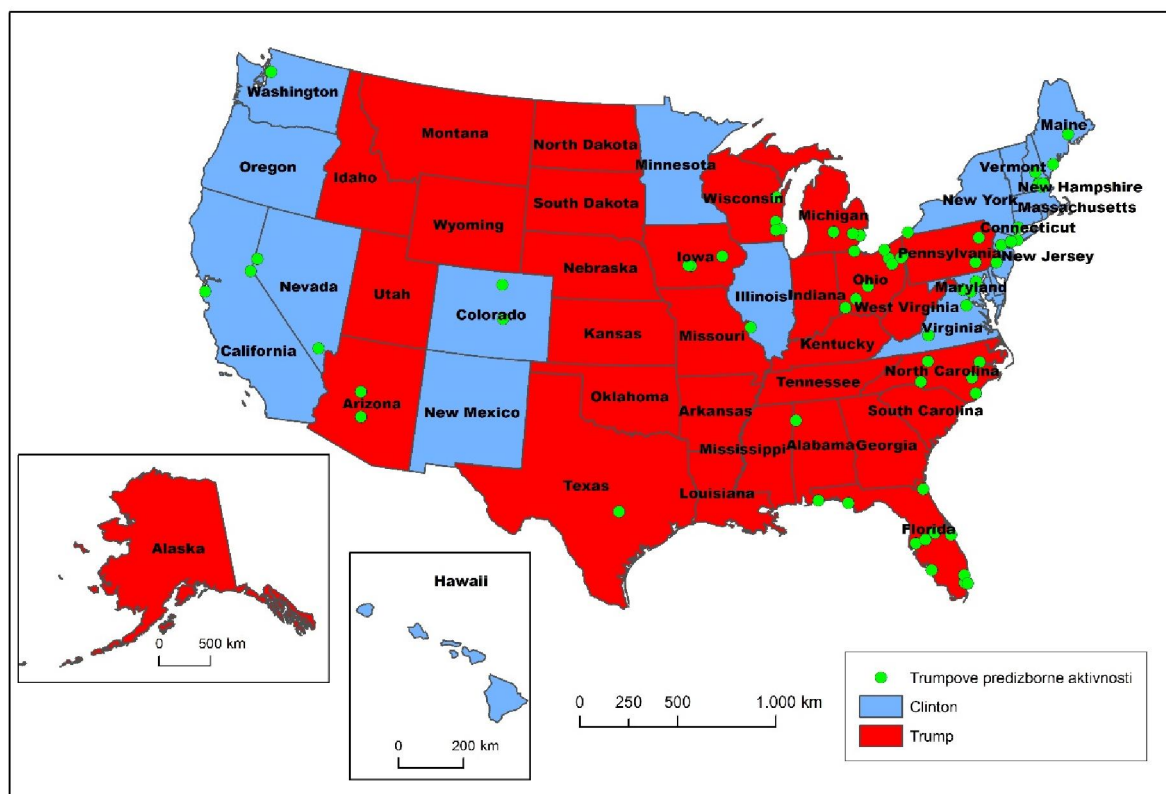 Washington
Montana
North Dakota
Minnesota
Maine
Oregon
Idaho
Wisconsin
Vermont
New Hampshire
South Dakota
Wyoming
Michigan
New York
Massachusetts
Connecticut
Iowa
Pennsylvania
New Jersey
Nebraska
Nevada
Utah
Colorado
Illinois
Indiana
Ohio
Maryland
West Virginia
Virginia
California
Kansas
Missouri
Kentucky
North Carolina
Tennessee
Arizona
New Mexico
Oklahoma
Arkansas
South Carolina
Mississippi
Alabama
Georgia
Texas
Louisiana
Florida
Alaska
0 500 km
Hawaii
0 200 km
0 250 500 1.000 km
Trumpove predizborne aktivnosti
Clinton
Trump